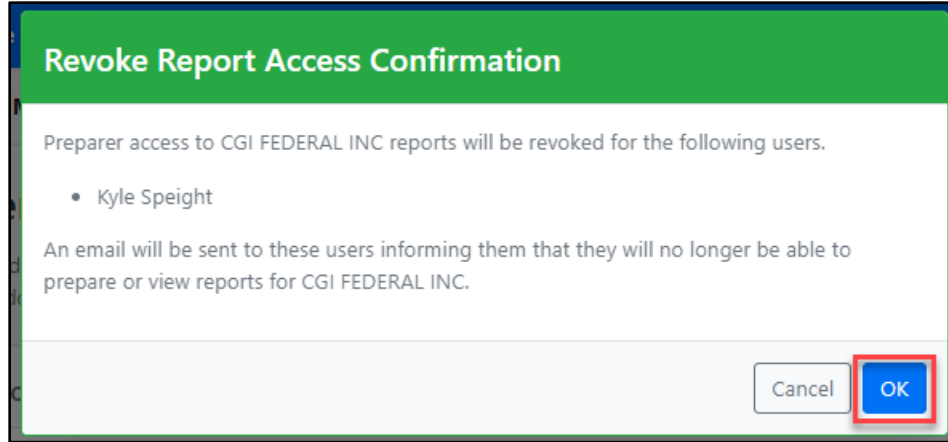 Revoke Report Access Confirmation
Preparer access to CGI FEDERAL INC reports will be revoked for the following users.
• Kyle Speight
An email will be sent to these users informing them that they will no longer be able to
prepare or view reports for CGI FEDERAL INC.
Cancel
OK